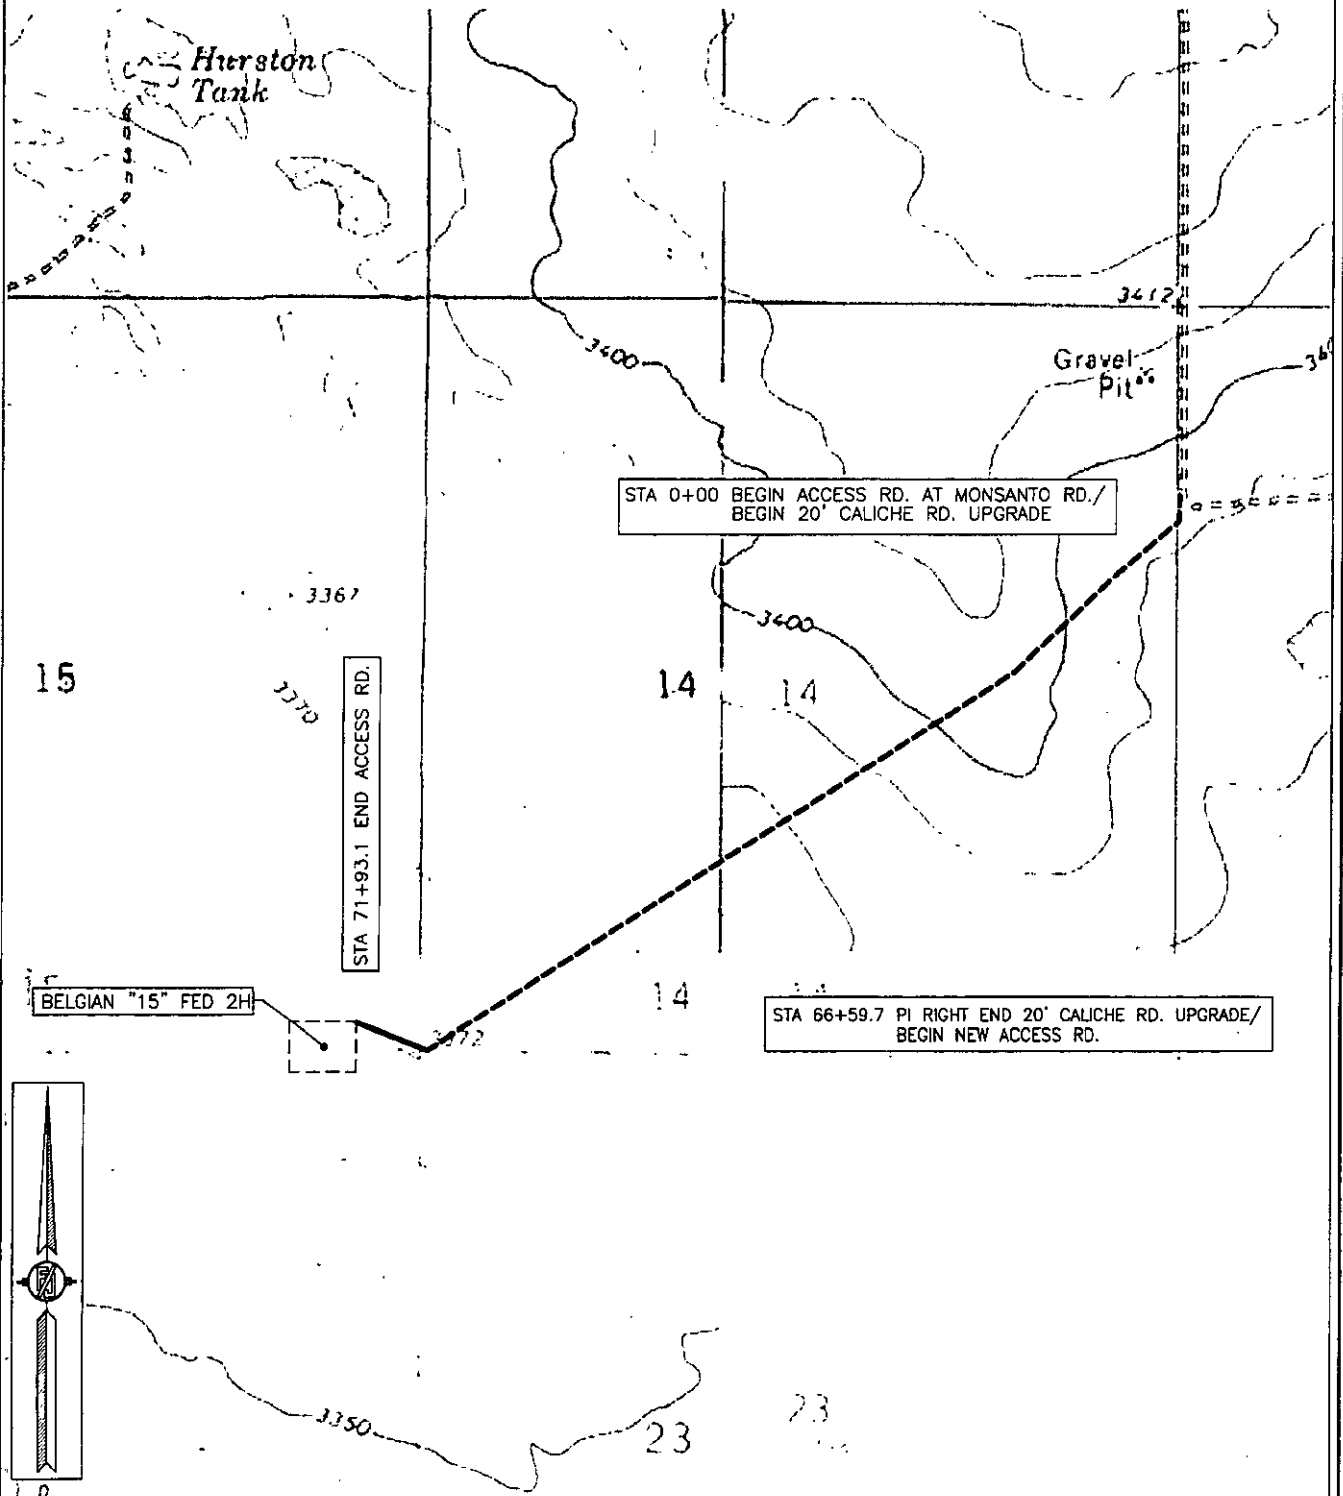 Hurston
Tank
3412
3400
Gravel
Pit
STA 0+00 BEGIN ACCESS RD. AT MONSANTO RD./
BEGIN 20' CALICHE RD. UPGRADE
3367
3400
15
14
14
3370
STA 71+93.1 END ACCESS RD.
BELGIAN "15" FED 2H
14
STA 66+59.7 PI RIGHT END 20' CALICHE RD. UPGRADE/
BEGIN NEW ACCESS RD.
3350
23
23